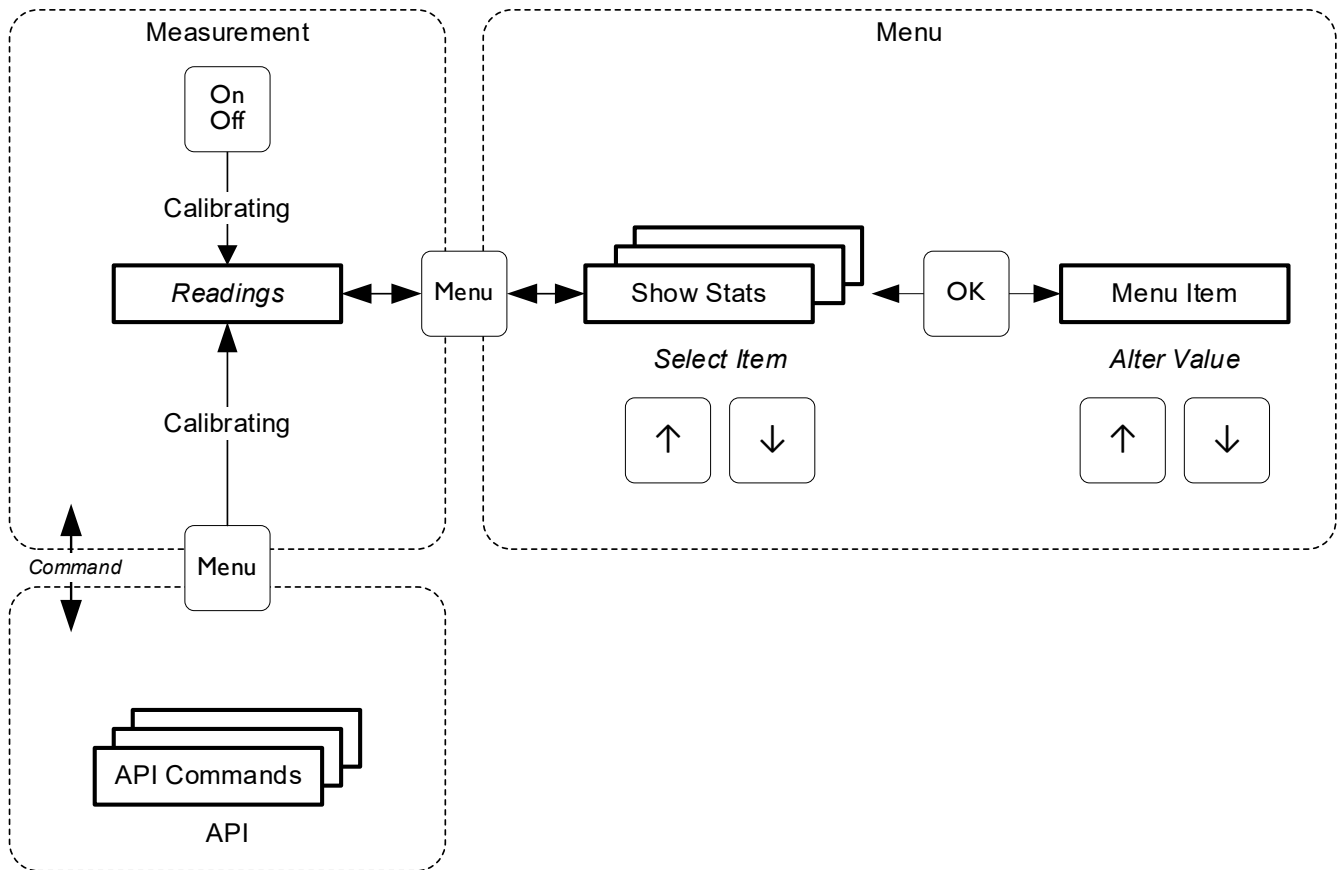 Measurement
Menu
On
Off
Calibrating
Readings
Menu
Show Stats
OK
Menu Item
Select Item
Alter Value
↑
↓
↑
↓
Calibrating
Command
Menu
API Commands
API